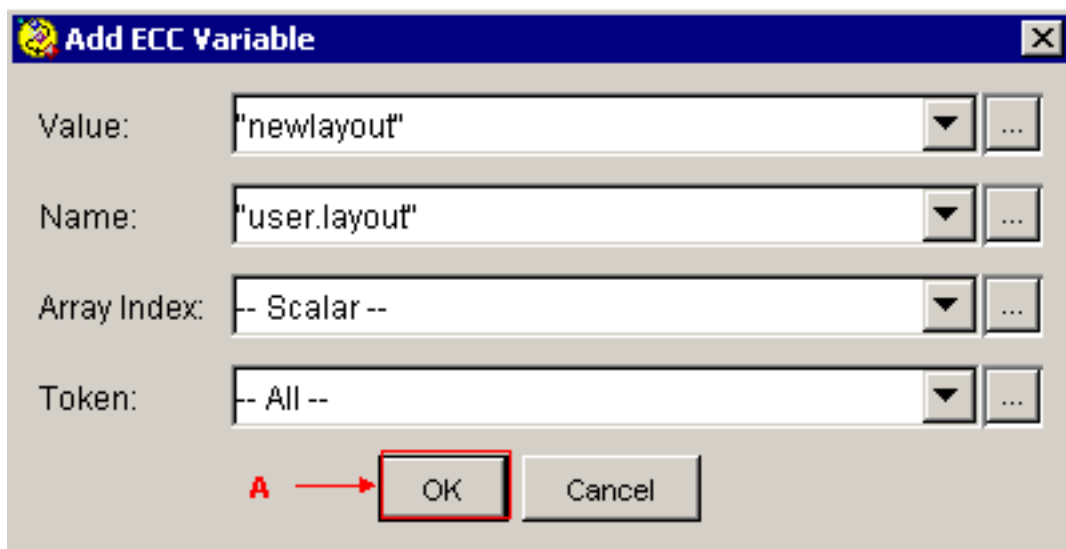 Add ECC Variable
Value: "newlayout" ...
Name: "user.layout" ...
Array Index: -- Scalar -- ...
Token: -- All -- ...
A OK Cancel